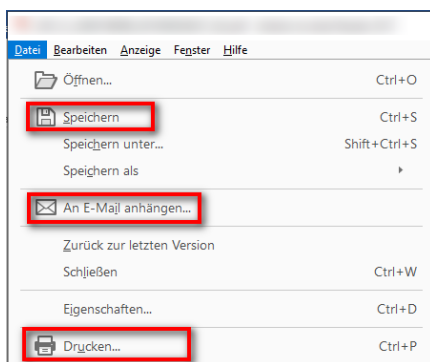 Datei Bearbeiten Anzeige Fenster Hilfe
Öffnen... Ctrl+O
Speichern Ctrl+S
Speichern unter... Shift+Ctrl+S
Speichern als
An E-Mail anhängen...
Zurück zur letzten Version
Schließen Ctrl+W
Eigenschaften... Ctrl+D
Drucken... Ctrl+P